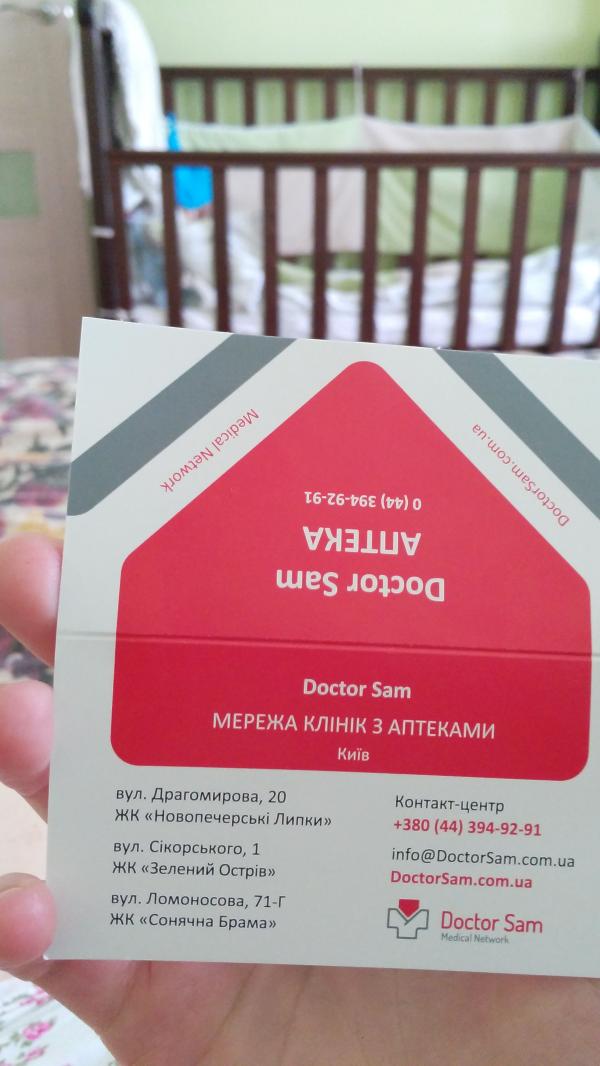 Medical Network
DoctorSam.com.ua
Doctor Sam
АПТЕКА
0 (44) 394-92-91
Doctor Sam
МЕРЕЖА КЛІНІК З АПТЕКАМИ
Київ
вул. Драгомирова, 20
ЖК «Новопечерські Липки»
вул. Сікорського, 1
ЖК «Зелений Острів»
вул. Ломоносова, 71-Г
ЖК «Сонячна Брама»
Контакт-центр
+380 (44) 394-92-91
info@DoctorSam.com.ua
DoctorSam.com.ua
Doctor Sam
Medical Network